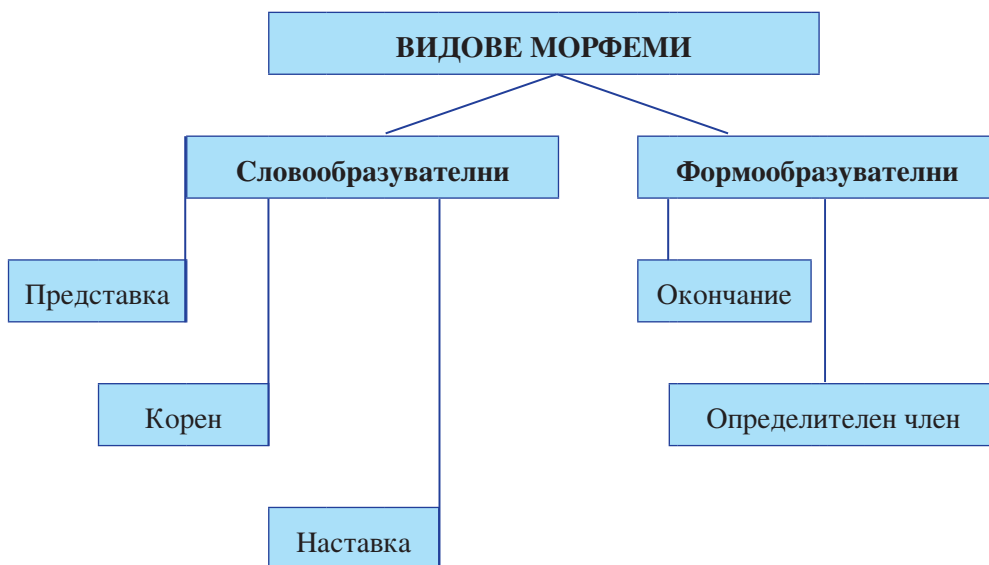 ВИДОВЕ МОРФЕМИ
Словообразувателни
Формообразувателни
Представка
Окончание
Корен
Определителен член
Наставка